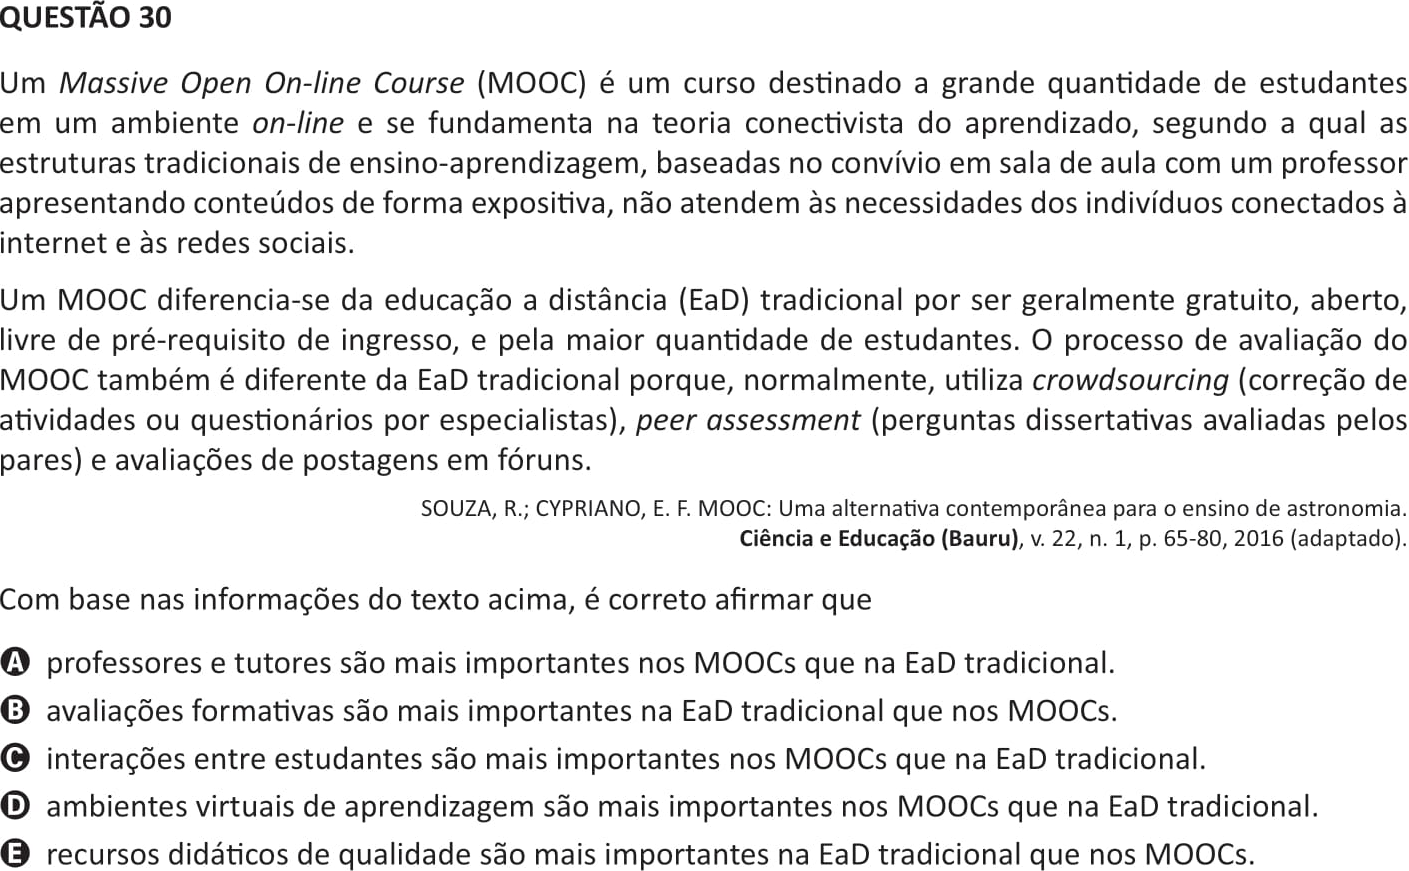 QUESTÃO 30
Um Massive Open On-line Course (MOOC) é um curso destinado a grande quantidade de estudantes
em um ambiente on-line e se fundamenta na teoria conectivista do aprendizado, segundo a qual as
estruturas tradicionais de ensino-aprendizagem, baseadas no convívio em sala de aula com um professor
apresentando conteúdos de forma expositiva, não atendem às necessidades dos indivíduos conectados à
internet e às redes sociais.
Um MOOC diferencia-se da educação a distância (EaD) tradicional por ser geralmente gratuito, aberto,
livre de pré-requisito de ingresso, e pela maior quantidade de estudantes. O processo de avaliação do
MOOC também é diferente da EaD tradicional porque, normalmente, utiliza crowdsourcing (correção de
atividades ou questionários por especialistas), peer assessment (perguntas dissertativas avaliadas pelos
pares) e avaliações de postagens em fóruns.
SOUZA, R.; CYPRIANO, E. F. MOOC: Uma alternativa contemporânea para o ensino de astronomia.
Ciência e Educação (Bauru), v. 22, n. 1, p. 65-80, 2016 (adaptado).
Com base nas informações do texto acima, é correto afirmar que
A professores e tutores são mais importantes nos MOOCs que na EaD tradicional.
B avaliações formativas são mais importantes na EaD tradicional que nos MOOCs.
C interações entre estudantes são mais importantes nos MOOCs que na EaD tradicional.
D ambientes virtuais de aprendizagem são mais importantes nos MOOCs que na EaD tradicional.
E recursos didáticos de qualidade são mais importantes na EaD tradicional que nos MOOCs.